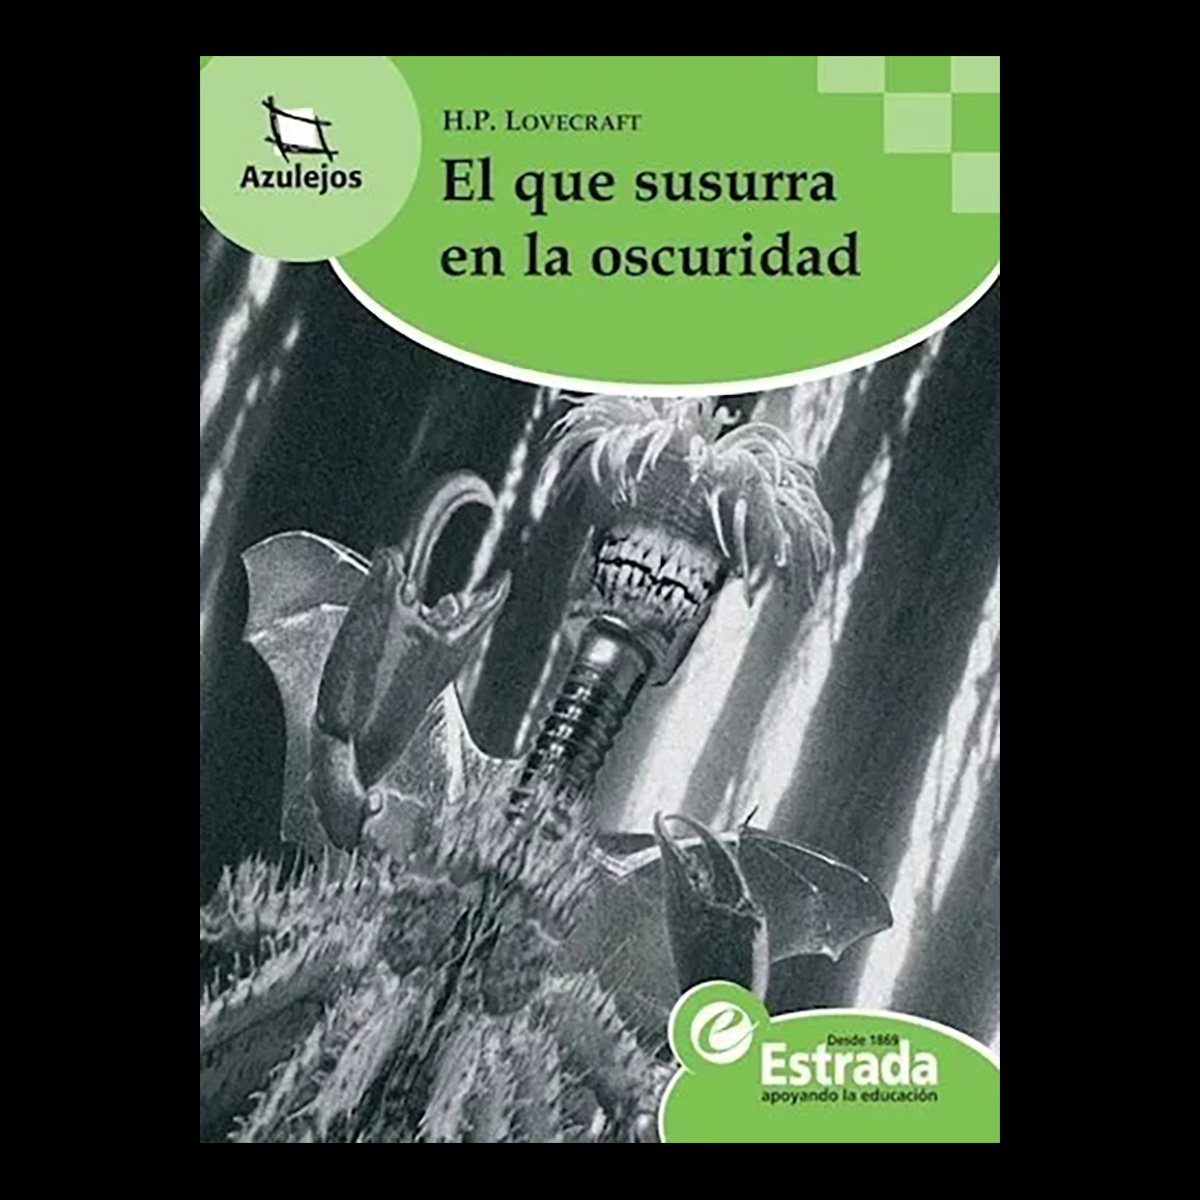 Azulejos
H.P. Lovecraft
El que susurra
en la oscuridad
Desde 1869
Estrada
apoyando la educación